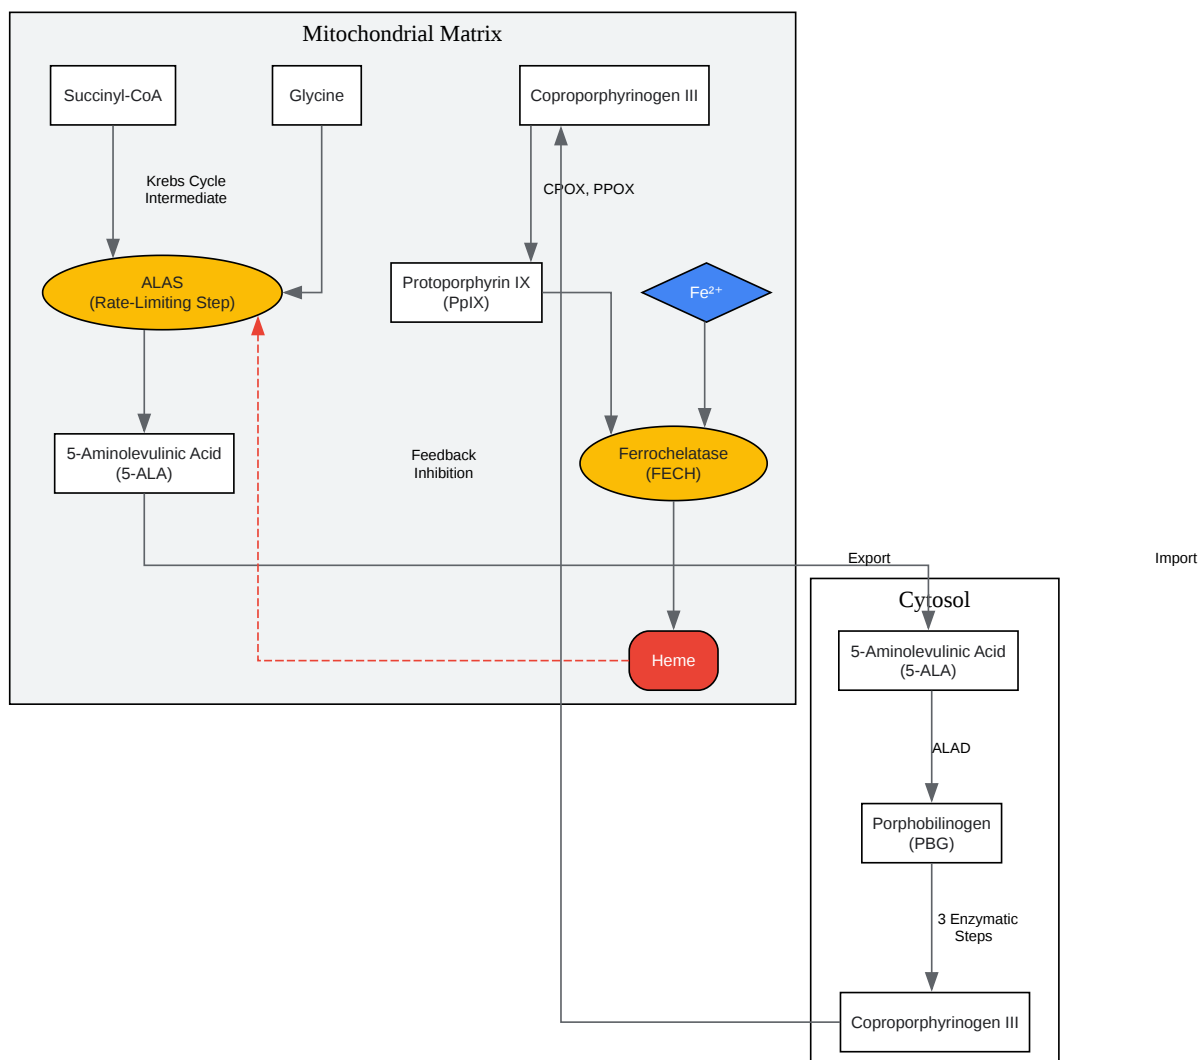 Mitochondrial Matrix
Succinyl-CoA
Glycine
Coproporphyrinogen III
Krebs Cycle
Intermediate
CPOX, PPOX
ALAS
(Rate-Limiting Step)
Protoporphyrin IX
(PpIX)
Fe²⁺
5-Aminolevulinic Acid
(5-ALA)
Feedback
Inhibition
Ferrochelatase
(FECH)
Export
Import
Heme
Cytosol
5-Aminolevulinic Acid
(5-ALA)
ALAD
Porphobilinogen
(PBG)
3 Enzymatic
Steps
Coproporphyrinogen III